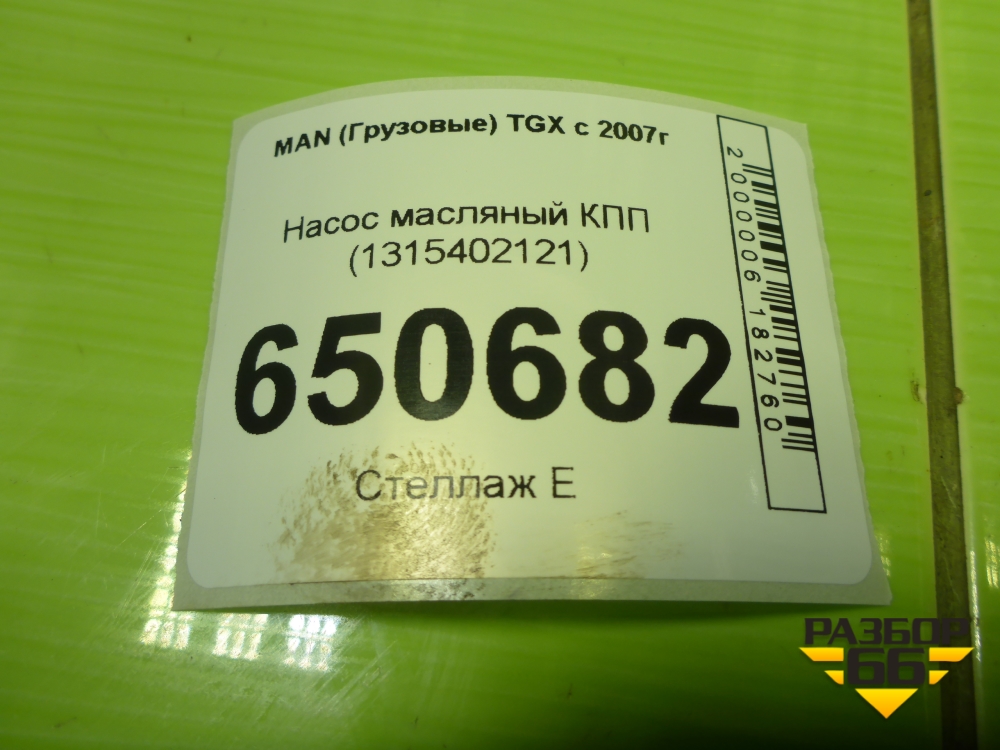 MAN (Грузовые) TGX с 2007г
Насос масляный КПП
(1315402121)
650682
Стеллаж Е
2000006182760
РАЗБОР
66